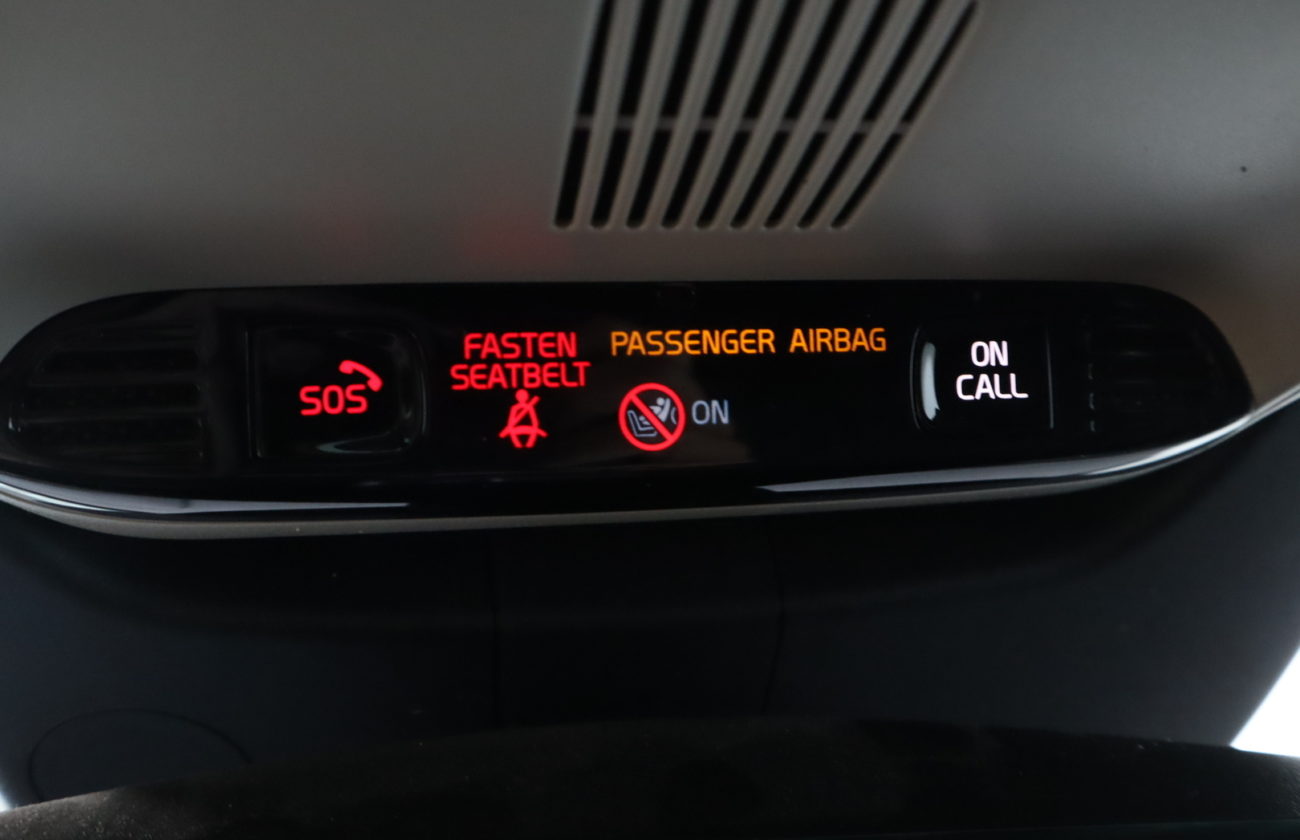 SOS
FASTEN
SEATBELT
PASSENGER AIRBAG
ON
ON
CALL